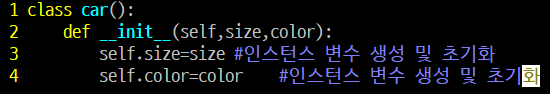 1 class car():
2     def __init__(self,size,color):
3         self.size=size #인스턴스 변수 생성 및 초기화
4         self.color=color    #인스턴스 변수 생성 및 초기화